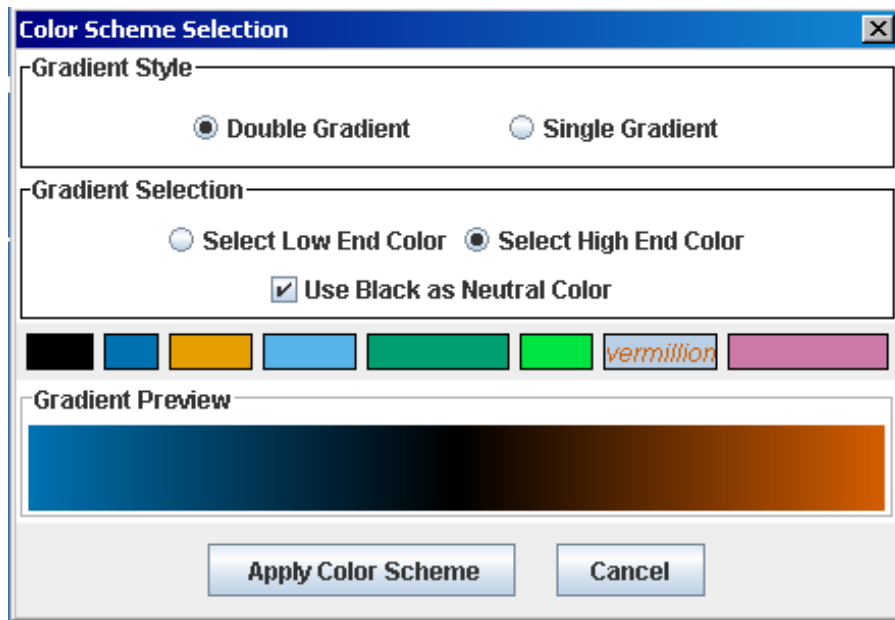 Color Scheme Selection
Gradient Style
Double Gradient Single Gradient
Gradient Selection
Select Low End Color Select High End Color
Use Black as Neutral Color
vermillion
Gradient Preview
Apply Color Scheme Cancel